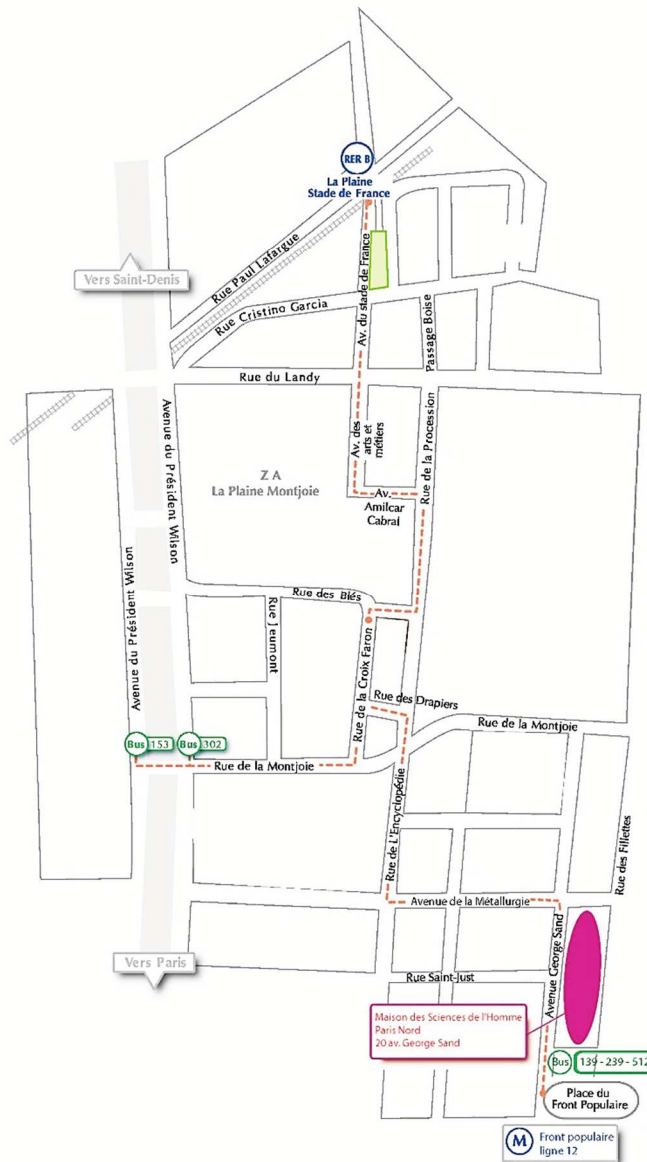 RER B
La Plaine
Stade de France
Rue Paul Lafargue
Av. du stade de France
Vers Saint-Denis
Rue Cristino Garcia
Passage Boise
Rue du Landy
Avenue du Président Wilson
Av. des
arts et
métiers
Rue de la Procession
Z A
La Plaine Montjoie
Av.
Amilcar
Cabral
Avenue du Président Wilson
Rue des Blés
Rue Jeumont
Rue de la Croix Faron
Rue des Drapiers
Rue de la Montjoie
Bus 153
Bus 302
Rue de la Montjoie
Rue de L'Encyclopédie
Rue des Fillettes
Avenue de la Métallurgie
Avenue George Sand
Vers Paris
Rue Saint-Just
Maison des Sciences de l'Homme
Paris Nord
20 av. George Sand
Bus 139 - 239 - 512
Place du
Front Populaire
M Front populaire
ligne 12